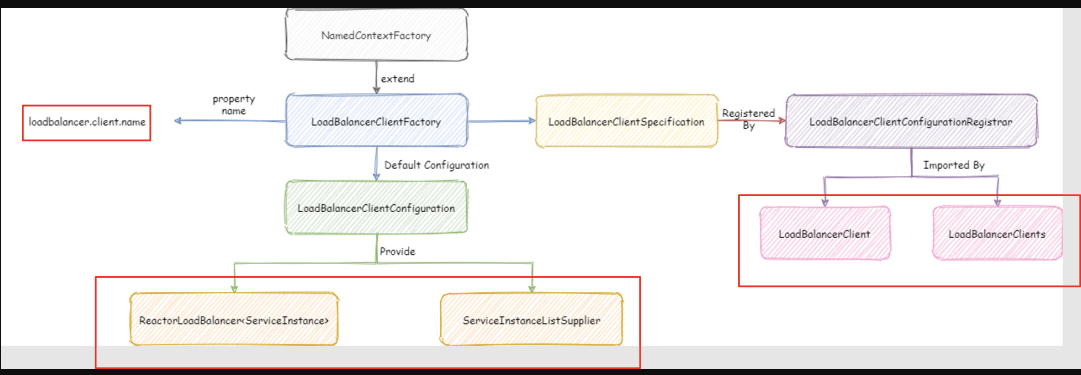 NamedContextFactory
extend
property
name
loadbalancer.client.name
LoadBalancerClientFactory
LoadBalancerClientSpecification
Registered
By
LoadBalancerClientConfigurationRegistrar
Default Configuration
Imported By
LoadBalancerClientConfiguration
LoadBalancerClient
LoadBalancerClients
Provide
ReactorLoadBalancer<ServiceInstance>
ServiceInstanceListSupplier